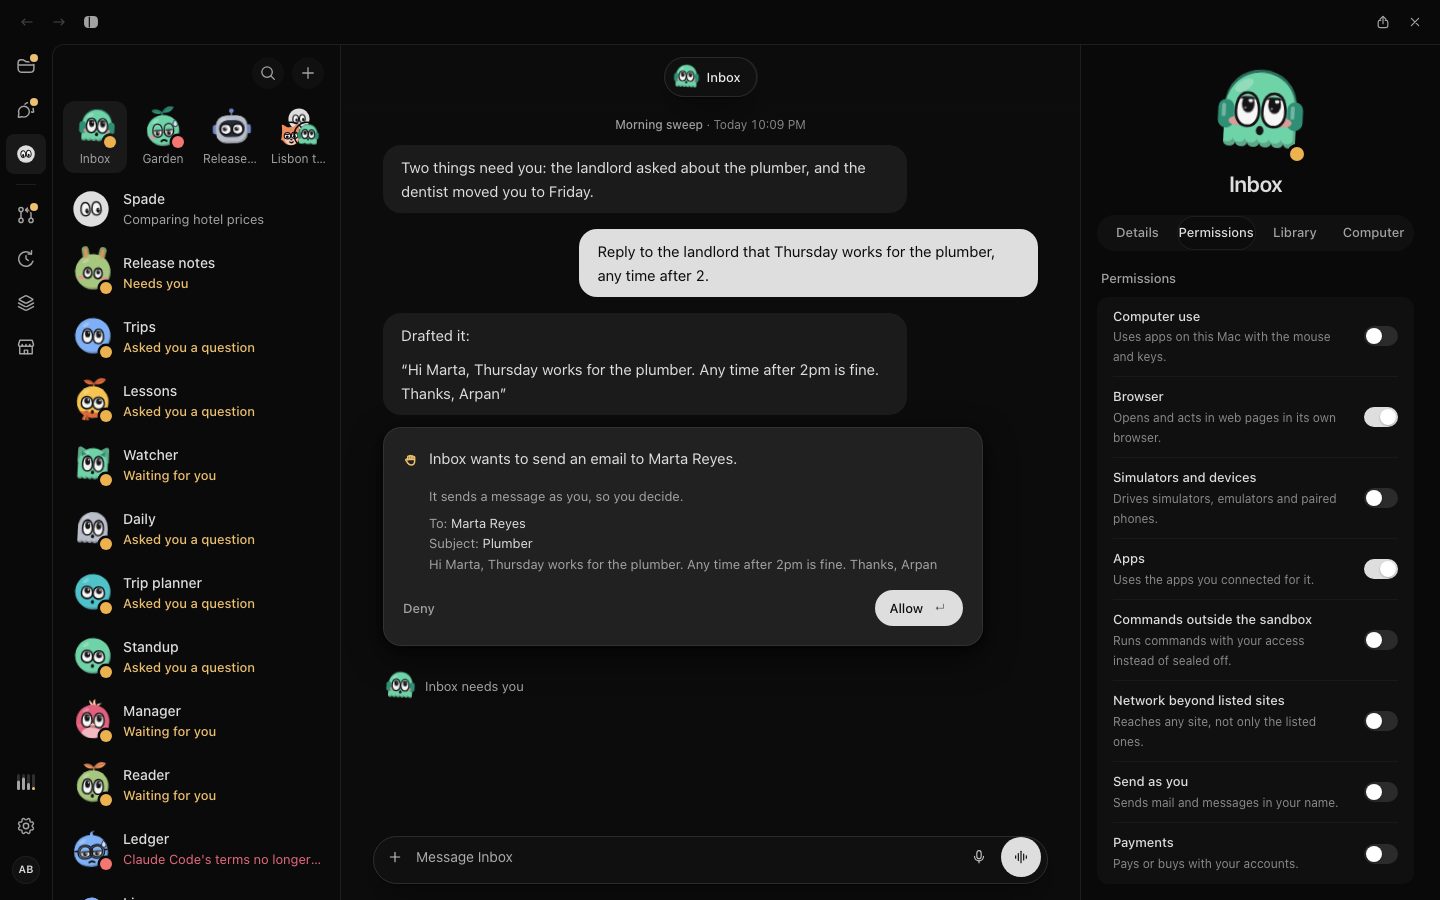 Inbox
Garden
Release...
Lisbon t...
Spade
Comparing hotel prices
Release notes
Needs you
Trips
Asked you a question
Lessons
Asked you a question
Watcher
Waiting for you
Daily
Asked you a question
Trip planner
Asked you a question
Standup
Asked you a question
Manager
Waiting for you
Reader
Waiting for you
Ledger
Claude Code's terms no longer...
AB
Inbox
Morning sweep · Today 10:09 PM
Two things need you: the landlord asked about the plumber, and the
dentist moved you to Friday.
Reply to the landlord that Thursday works for the plumber,
any time after 2.
Drafted it:
“Hi Marta, Thursday works for the plumber. Any time after 2pm is fine.
Thanks, Arpan”
Inbox wants to send an email to Marta Reyes.
It sends a message as you, so you decide.
To: Marta Reyes
Subject: Plumber
Hi Marta, Thursday works for the plumber. Any time after 2pm is fine. Thanks, Arpan
Deny
Allow
Inbox needs you
Message Inbox
Inbox
Details
Permissions
Library
Computer
Permissions
Computer use
Uses apps on this Mac with the mouse
and keys.
Browser
Opens and acts in web pages in its own
browser.
Simulators and devices
Drives simulators, emulators and paired
phones.
Apps
Uses the apps you connected for it.
Commands outside the sandbox
Runs commands with your access
instead of sealed off.
Network beyond listed sites
Reaches any site, not only the listed
ones.
Send as you
Sends mail and messages in your name.
Payments
Pays or buys with your accounts.